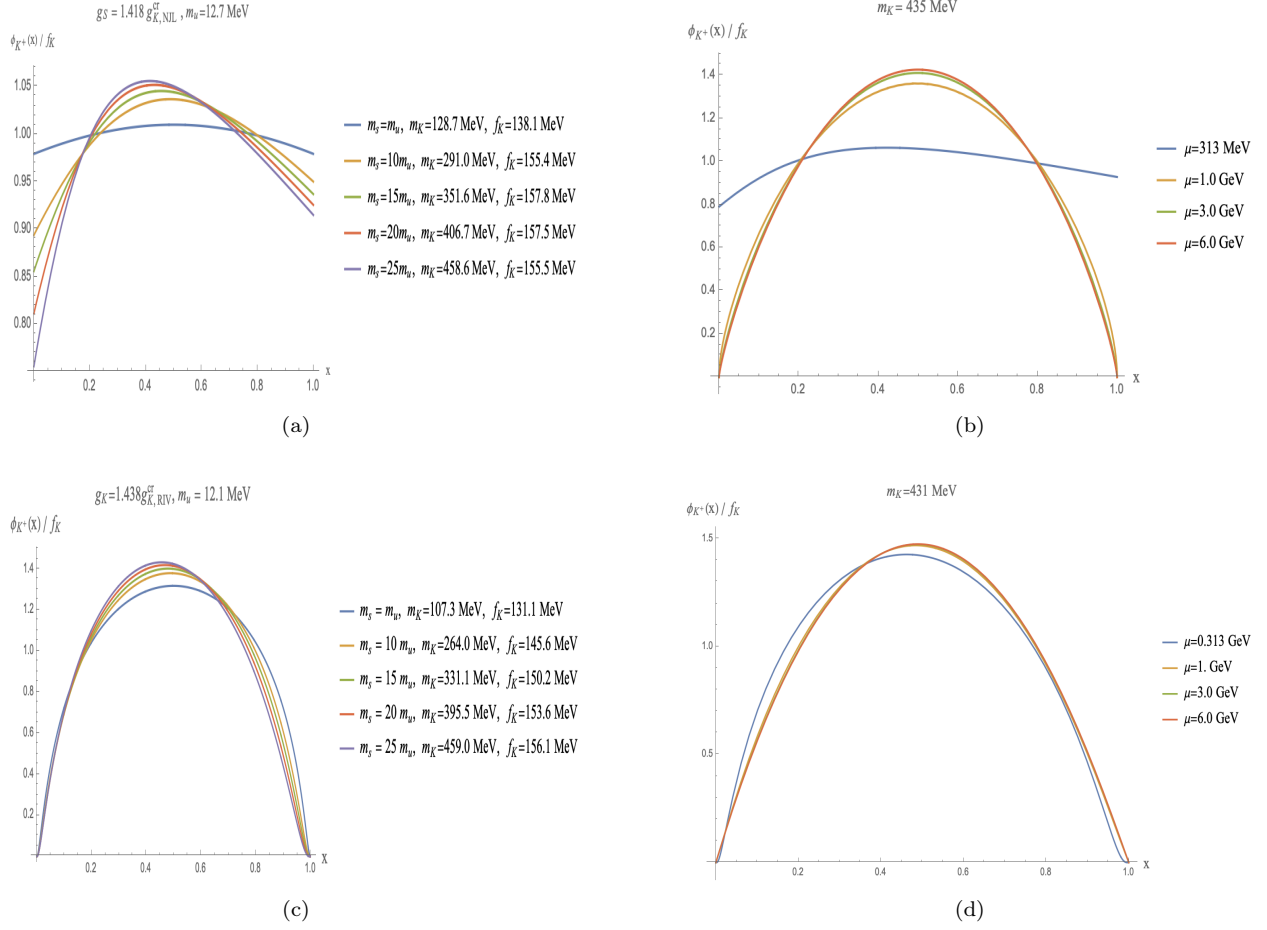 g_S = 1.418 g^cr_{K,NJL} , m_u=12.7 MeV
ϕ_{K^+}(x) / f_K
1.05
1.00
0.95
0.90
0.85
0.80
0.2
0.4
0.6
0.8
1.0
x
m_s=m_u, m_K=128.7 MeV, f_K=138.1 MeV
m_s=10m_u, m_K=291.0 MeV, f_K=155.4 MeV
m_s=15m_u, m_K=351.6 MeV, f_K=157.8 MeV
m_s=20m_u, m_K=406.7 MeV, f_K=157.5 MeV
m_s=25m_u, m_K=458.6 MeV, f_K=155.5 MeV
(a)
m_K= 435 MeV
ϕ_{K^+}(x) / f_K
1.4
1.2
1.0
0.8
0.6
0.4
0.2
0.2
0.4
0.6
0.8
1.0
x
μ=313 MeV
μ=1.0 GeV
μ=3.0 GeV
μ=6.0 GeV
(b)
g_K=1.438g^cr_{K,RIV}, m_u = 12.1 MeV
ϕ_{K^+}(x) / f_K
1.4
1.2
1.0
0.8
0.6
0.4
0.2
0.2
0.4
0.6
0.8
1.0
x
m_s = m_u, m_K=107.3 MeV, f_K=131.1 MeV
m_s = 10 m_u, m_K=264.0 MeV, f_K=145.6 MeV
m_s = 15 m_u, m_K=331.1 MeV, f_K=150.2 MeV
m_s = 20 m_u, m_K=395.5 MeV, f_K=153.6 MeV
m_s = 25 m_u, m_K=459.0 MeV, f_K=156.1 MeV
(c)
m_K=431 MeV
ϕ_{K^+}(x) / f_K
1.5
1.0
0.5
0.2
0.4
0.6
0.8
1.0
x
μ=0.313 GeV
μ=1. GeV
μ=3.0 GeV
μ=6.0 GeV
(d)